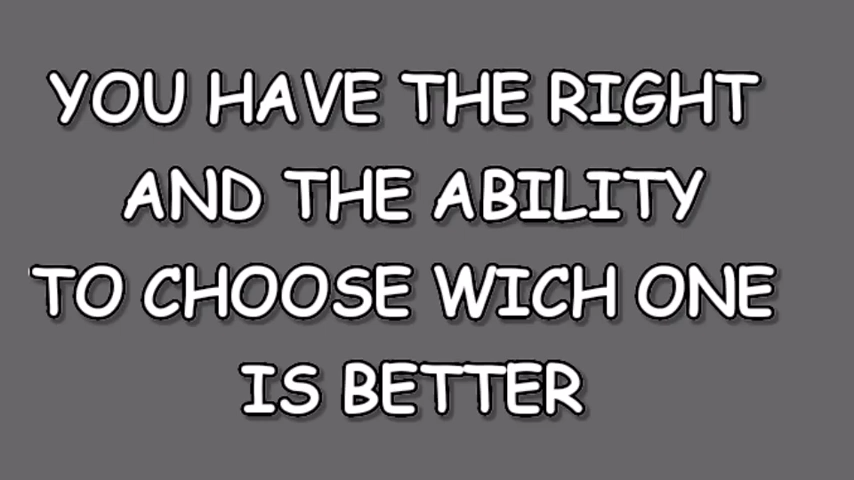 YOU HAVE THE RIGHT
AND THE ABILITY
TO CHOOSE WICH ONE
IS BETTER